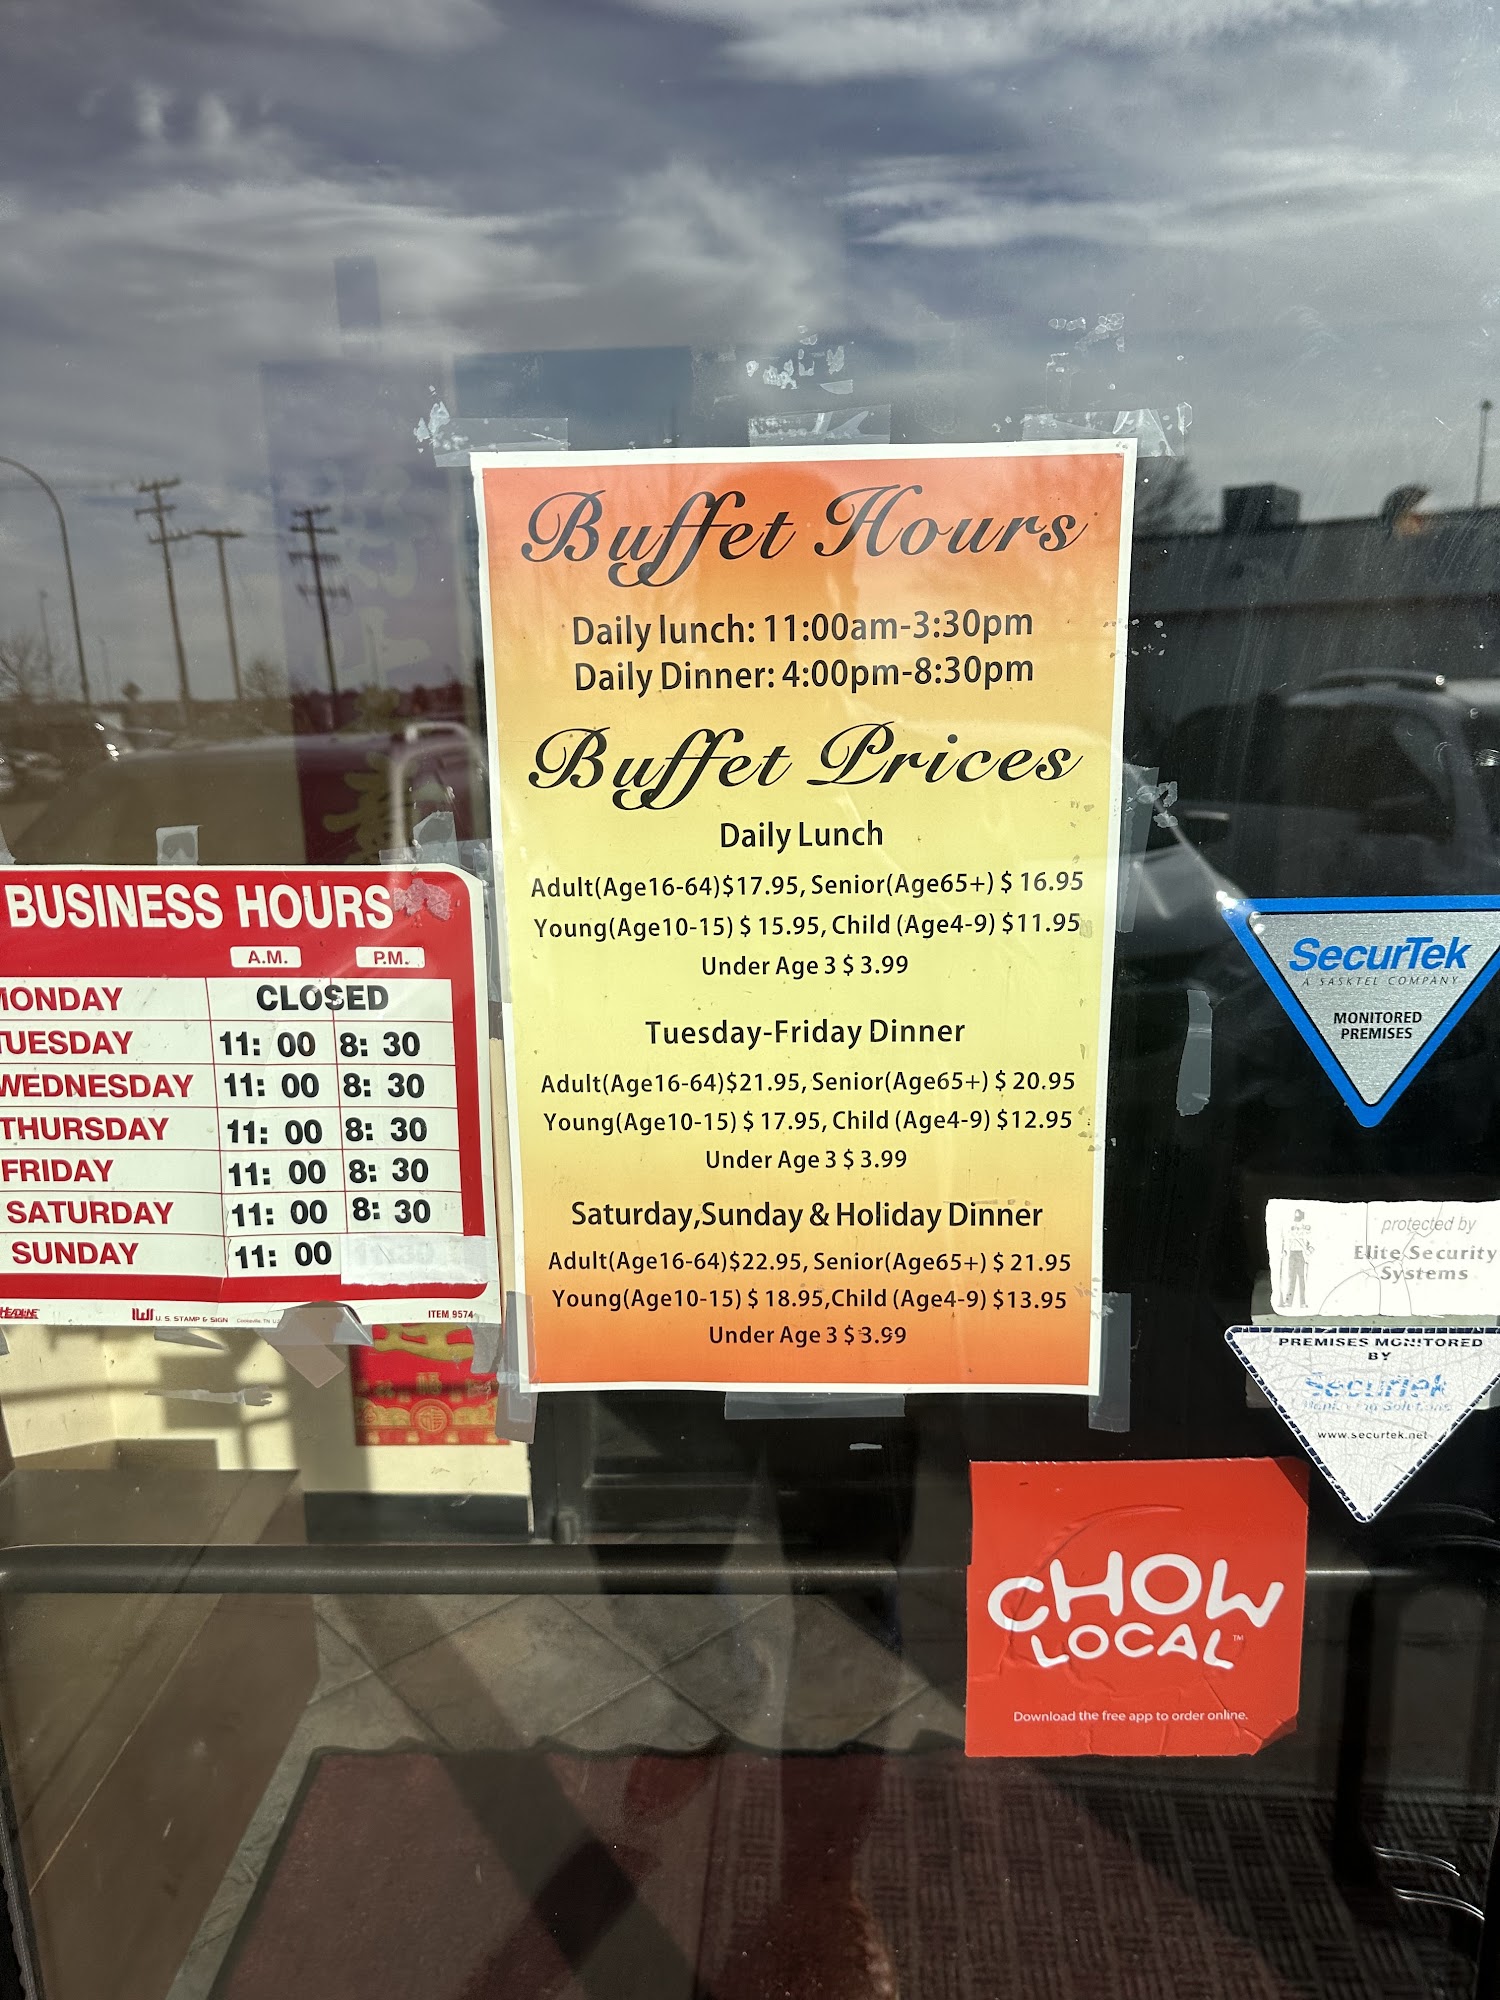 Buffet Hours
Daily lunch: 11:00am-3:30pm
Daily Dinner: 4:00pm-8:30pm
Buffet Prices
Daily Lunch
Adult(Age16-64)$17.95, Senior(Age65+) $ 16.95
Young(Age10-15) $ 15.95, Child (Age4-9) $11.95
Under Age 3 $ 3.99
Tuesday-Friday Dinner
Adult(Age16-64)$21.95, Senior(Age65+) $ 20.95
Young(Age10-15) $ 17.95, Child (Age4-9) $12.95
Under Age 3 $ 3.99
Saturday,Sunday & Holiday Dinner
Adult(Age16-64)$22.95, Senior(Age65+) $ 21.95
Young(Age10-15) $ 18.95,Child (Age4-9) $13.95
Under Age 3 $ 3.99
BUSINESS HOURS
A.M. P.M.
MONDAY CLOSED
TUESDAY 11: 00 8: 30
WEDNESDAY 11: 00 8: 30
THURSDAY 11: 00 8: 30
FRIDAY 11: 00 8: 30
SATURDAY 11: 00 8: 30
SUNDAY 11: 00
U.S. STAMP & SIGN ITEM 9574
SecurTek
A SASKTEL COMPANY
MONITORED
PREMISES
protected by
Elite Security
Systems
PREMISES MONITORED
BY
Securtek
Monitoring Solutions
www.securtek.net
CHOW
LOCAL™
Download the free app to order online.